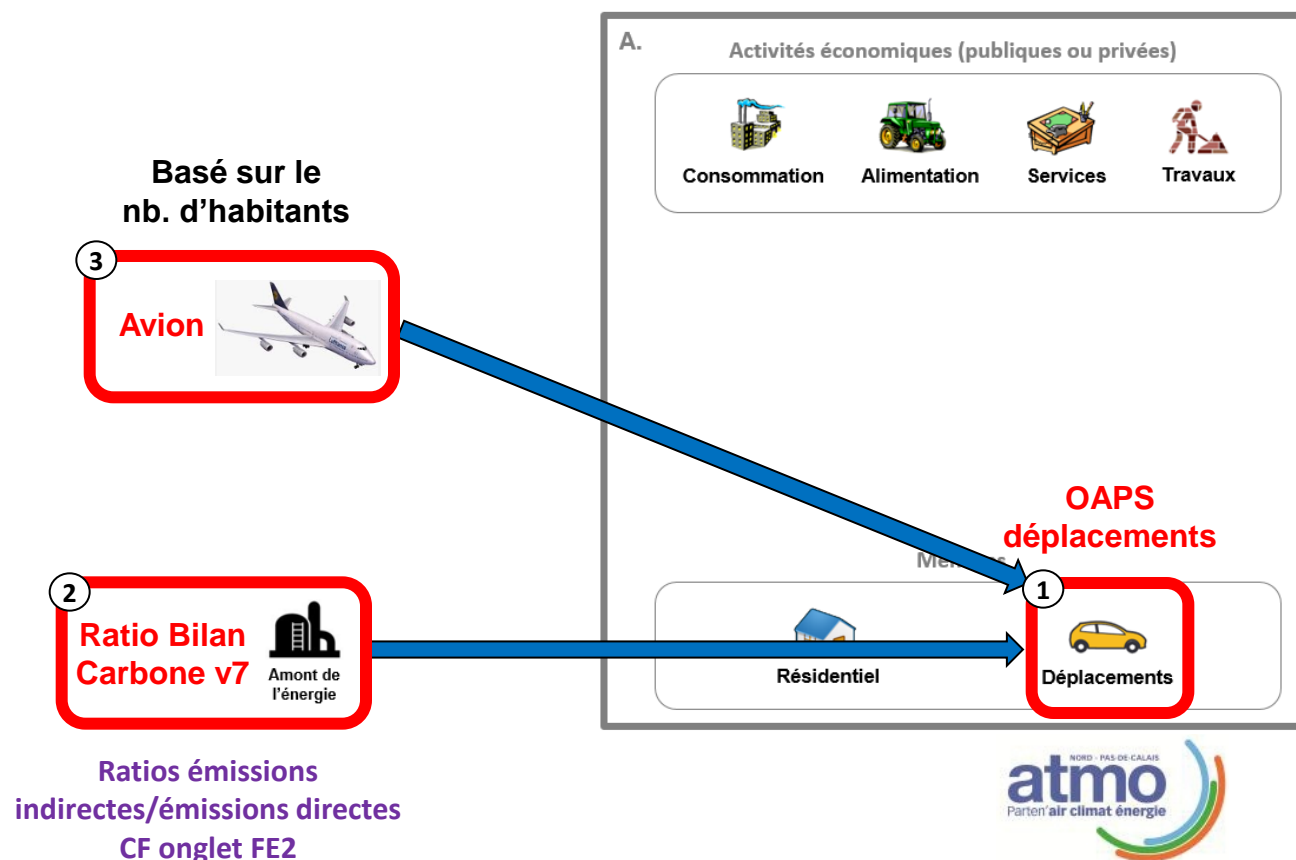 A.
Activités économiques (publiques ou privées)
Consommation
Alimentation
Services
Travaux
Basé sur le
nb. d'habitants
3
Avion
Lufthansa
OAPS
déplacements
1
2
Ratio Bilan
Carbone v7
Amont de
l'énergie
Résidentiel
Déplacements
Ratios émissions
indirectes/émissions directes
CF onglet FE2
NORD - PAS-DE-CALAIS
atmo
Parten'air climat énergie